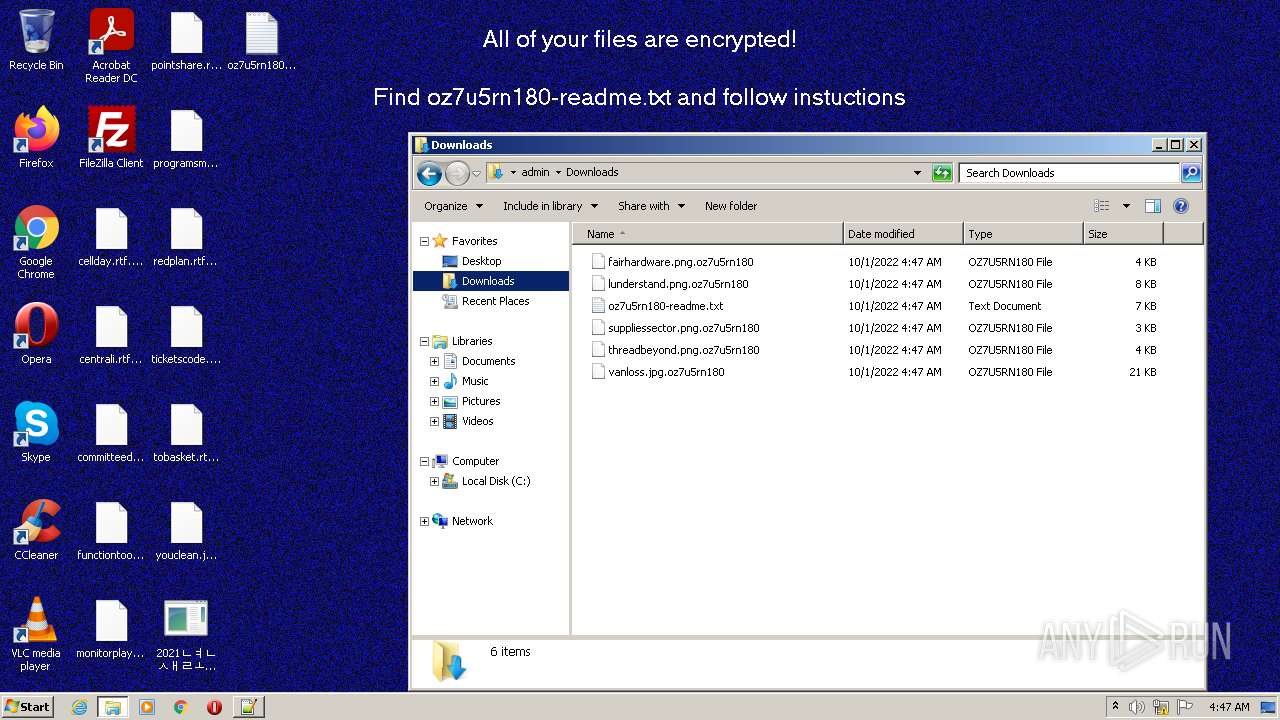 All of your files are encrypted!
Find oz7u5rn180-readme.txt and follow instuctions
Recycle Bin
Acrobat
Reader DC
pointshare.r...
oz7u5rn180...
Firefox
FileZilla Client
programsm...
Google
Chrome
cellday.rtf....
redplan.rtf...
Opera
centrali.rtf...
ticketscode....
Skype
committeed...
tobasket.rt...
CCleaner
functiontoo...
youclean.j...
VLC media
player
monitorplay...
2021ㄴㅕㄴ
ㅅㅐㄹㅗ...
Downloads
admin
Downloads
Search Downloads
Organize
Include in library
Share with
New folder
Favorites
Desktop
Downloads
Recent Places
Libraries
Documents
Music
Pictures
Videos
Computer
Local Disk (C:)
Network
Name
Date modified
Type
Size
fairhardware.png.oz7u5rn180 10/1/2022 4:47 AM OZ7U5RN180 File KB
lunderstand.png.oz7u5rn180 10/1/2022 4:47 AM OZ7U5RN180 File KB
oz7u5rn180-readme.txt 10/1/2022 4:47 AM Text Document KB
suppliessector.png.oz7u5rn180 10/1/2022 4:47 AM OZ7U5RN180 File KB
threebeyond.png.oz7u5rn180 10/1/2022 4:47 AM OZ7U5RN180 File 4 KB
vanloss.jpg.oz7u5rn180 10/1/2022 4:47 AM OZ7U5RN180 File 21 KB
6 items
ANY RUN
Start
4:47 AM